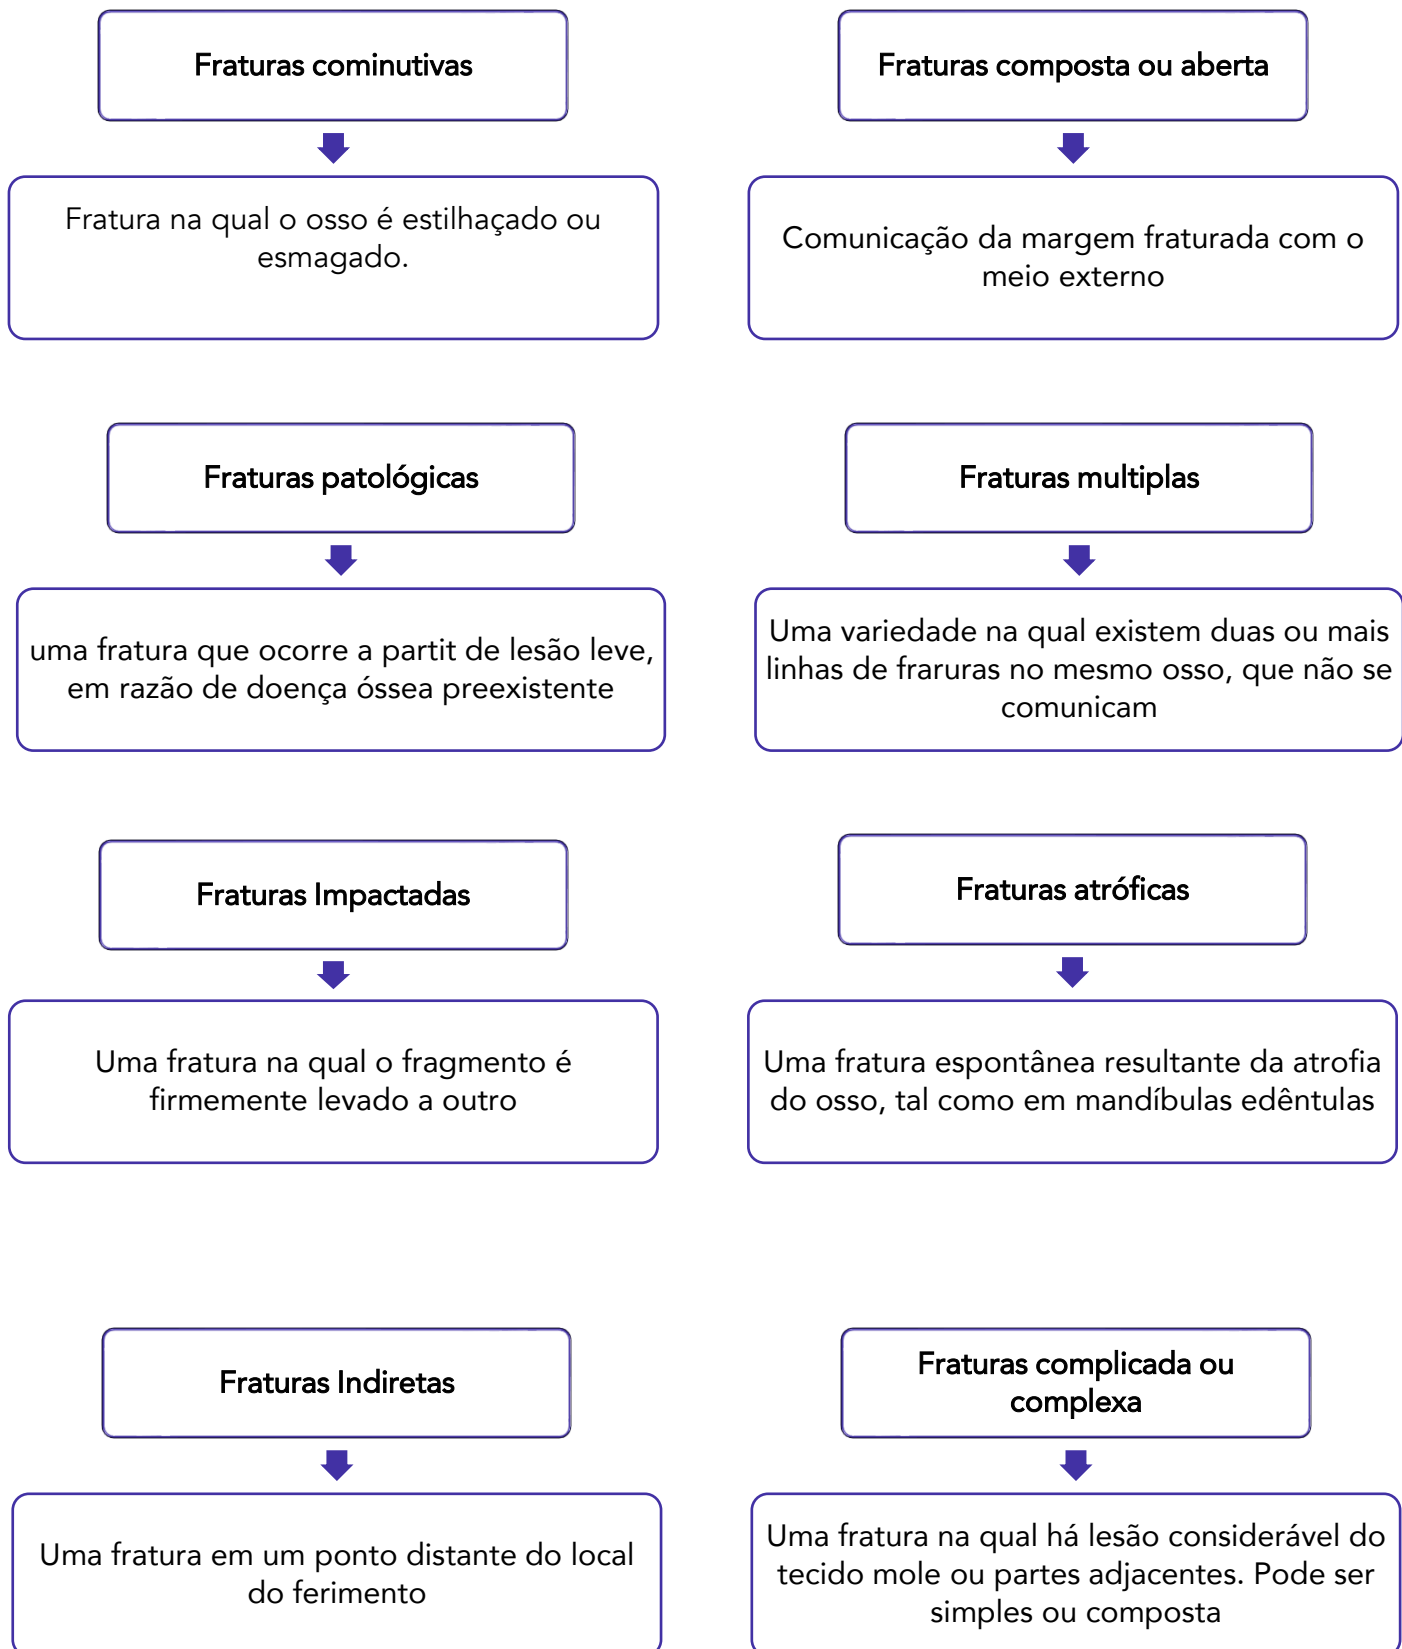 Fraturas cominutivas
Fratura na qual o osso é estilhaçado ou
esmagado.
Fraturas composta ou aberta
Comunicação da margem fraturada com o
meio externo
Fraturas patológicas
uma fratura que ocorre a partit de lesão leve,
em razão de doença óssea preexistente
Fraturas multiplas
Uma variedade na qual existem duas ou mais
linhas de fraruras no mesmo osso, que não se
comunicam
Fraturas Impactadas
Uma fratura na qual o fragmento é
firmemente levado a outro
Fraturas atróficas
Uma fratura espontânea resultante da atrofia
do osso, tal como em mandíbulas edêntulas
Fraturas Indiretas
Uma fratura em um ponto distante do local
do ferimento
Fraturas complicada ou
complexa
Uma fratura na qual há lesão considerável do
tecido mole ou partes adjacentes. Pode ser
simples ou composta